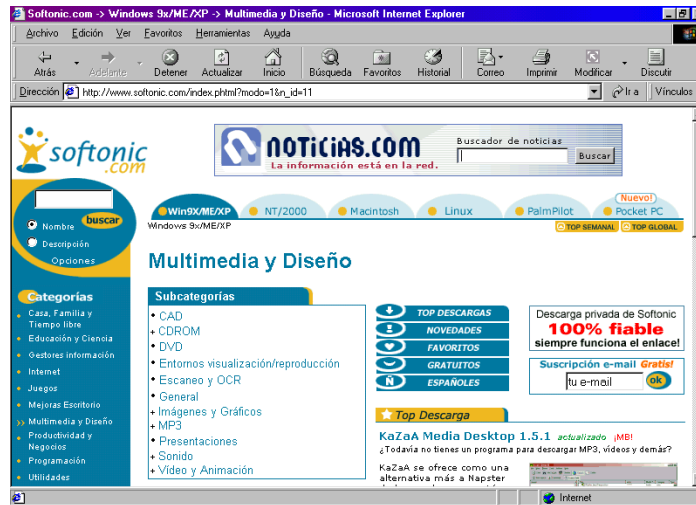 Softonic.com -> Windows 9x/ME/XP -> Multimedia y Diseño - Microsoft Internet Explorer
Archivo Edición Ver Favoritos Herramientas Ayuda
Atrás Adelante Detener Actualizar Inicio Búsqueda Favoritos Historial Correo Imprimir Modificar Discutir
Dirección http://www.softonic.com/index.phtml?modo=1&n_id=11 Ir a Vínculos
softonic
.com
noticias.com
La información está en la red.
Buscador de noticias
Buscar
Nombre
buscar
Descripción
Opciones
Win9X/ME/XP NT/2000 Macintosh Linux PalmPilot Pocket PC
Nuevo!
Windows 9x/ME/XP
TOP SEMANAL TOP GLOBAL
Multimedia y Diseño
Categorías
Casa, Familia y
Tiempo libre
Educación y Ciencia
Gestores información
Internet
Juegos
Mejoras Escritorio
Multimedia y Diseño
Productividad y
Negocios
Programación
Utilidades
Subcategorías
CAD
+ CDROM
DVD
Entornos visualización/reproducción
Escaneo y OCR
General
+ Imágenes y Gráficos
+ MP3
Presentaciones
+ Sonido
+ Vídeo y Animación
TOP DESCARGAS
NOVEDADES
FAVORITOS
GRATUITOS
Ñ ESPAÑOLES
Descarga privada de Softonic
100% fiable
siempre funciona el enlace!
Suscripción e-mail Gratis!
tu e-mail ok
Top Descarga
KaZaA Media Desktop 1.5.1 actualizado ¡MB!
¿Todavía no tienes un programa para descargar MP3, videos y demás?
KaZaA se ofrece como una
alternativa más a Napster
Internet